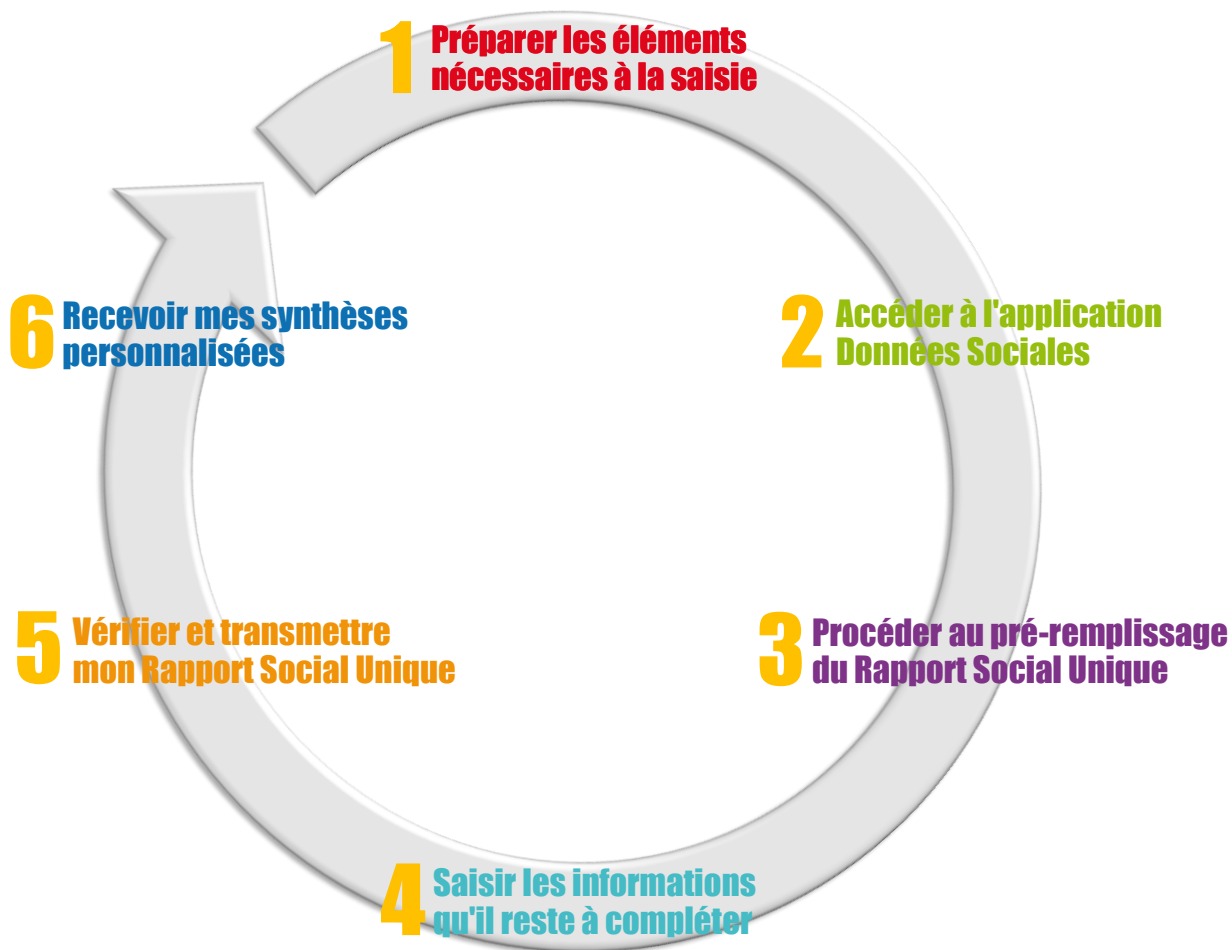 1 Préparer les éléments
nécessaires à la saisie
2 Accéder à l'application
Données Sociales
3 Procéder au pré-remplissage
du Rapport Social Unique
4 Saisir les informations
qu'il reste à compléter
5 Vérifier et transmettre
mon Rapport Social Unique
6 Recevoir mes synthèses
personnalisées